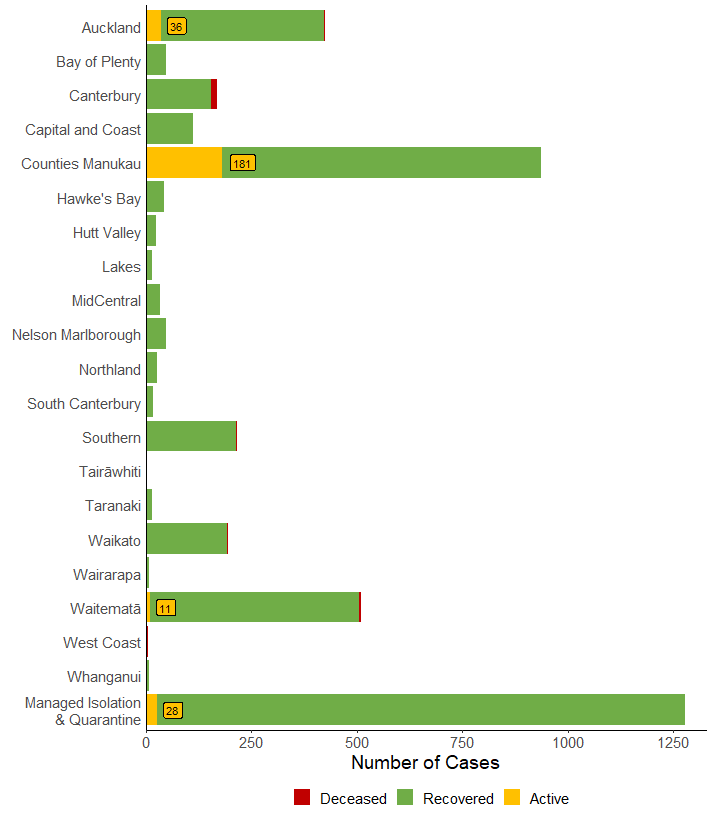 Auckland
36
Bay of Plenty
Canterbury
Capital and Coast
Counties Manukau
181
Hawke's Bay
Hutt Valley
Lakes
MidCentral
Nelson Marlborough
Northland
South Canterbury
Southern
Tairāwhiti
Taranaki
Waikato
Wairarapa
Waitematā
11
West Coast
Whanganui
Managed Isolation
& Quarantine
28
0 250 500 750 1000 1250
Number of Cases
Deceased Recovered Active